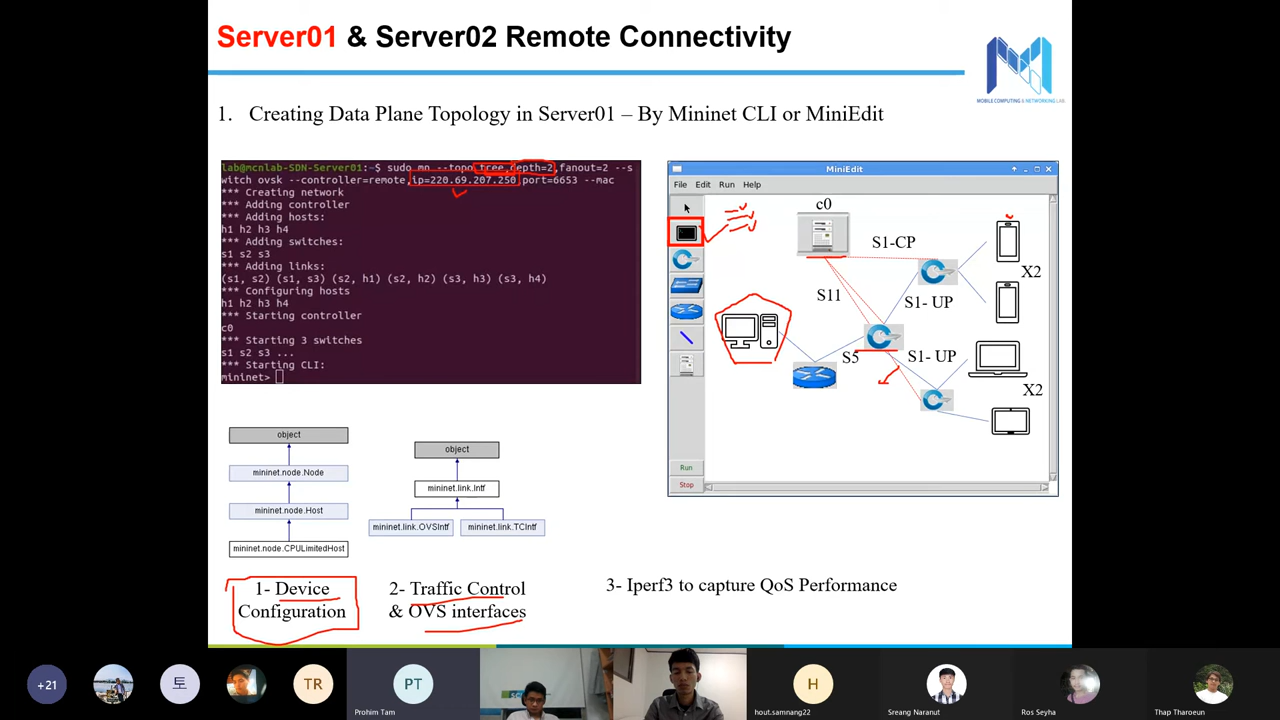 Server01 & Server02 Remote Connectivity
MOBILE COMPUTING & NETWORKING LAB.
1. Creating Data Plane Topology in Server01 – By Mininet CLI or MiniEdit
lab@mcnlab-SDN-Server01:~$ sudo mn --topo tree,depth=2,fanout=2 --s
witch ovsk --controller=remote,ip=220.69.207.250,port=6653 --mac
*** Creating network
*** Adding controller
*** Adding hosts:
h1 h2 h3 h4
*** Adding switches:
s1 s2 s3
*** Adding links:
(s1, s2) (s1, s3) (s2, h1) (s2, h2) (s3, h3) (s3, h4)
*** Configuring hosts
h1 h2 h3 h4
*** Starting controller
c0
*** Starting 3 switches
s1 s2 s3 ...
*** Starting CLI:
mininet>
MiniEdit
File Edit Run Help
c0
S1-CP
X2
S11
S1- UP
S5
S1- UP
X2
Run
Stop
object
mininet.node.Node
mininet.node.Host
mininet.node.CPULimitedHost
object
mininet.link.Intf
mininet.link.OVSIntf
mininet.link.TCIntf
1- Device
Configuration
2- Traffic Control
& OVS interfaces
3- Iperf3 to capture QoS Performance
+21
토
TR
PT
Prohim Tam
H
hout.samnang22
Sreang Naranut
Ros Seyha
Thap Tharoeun